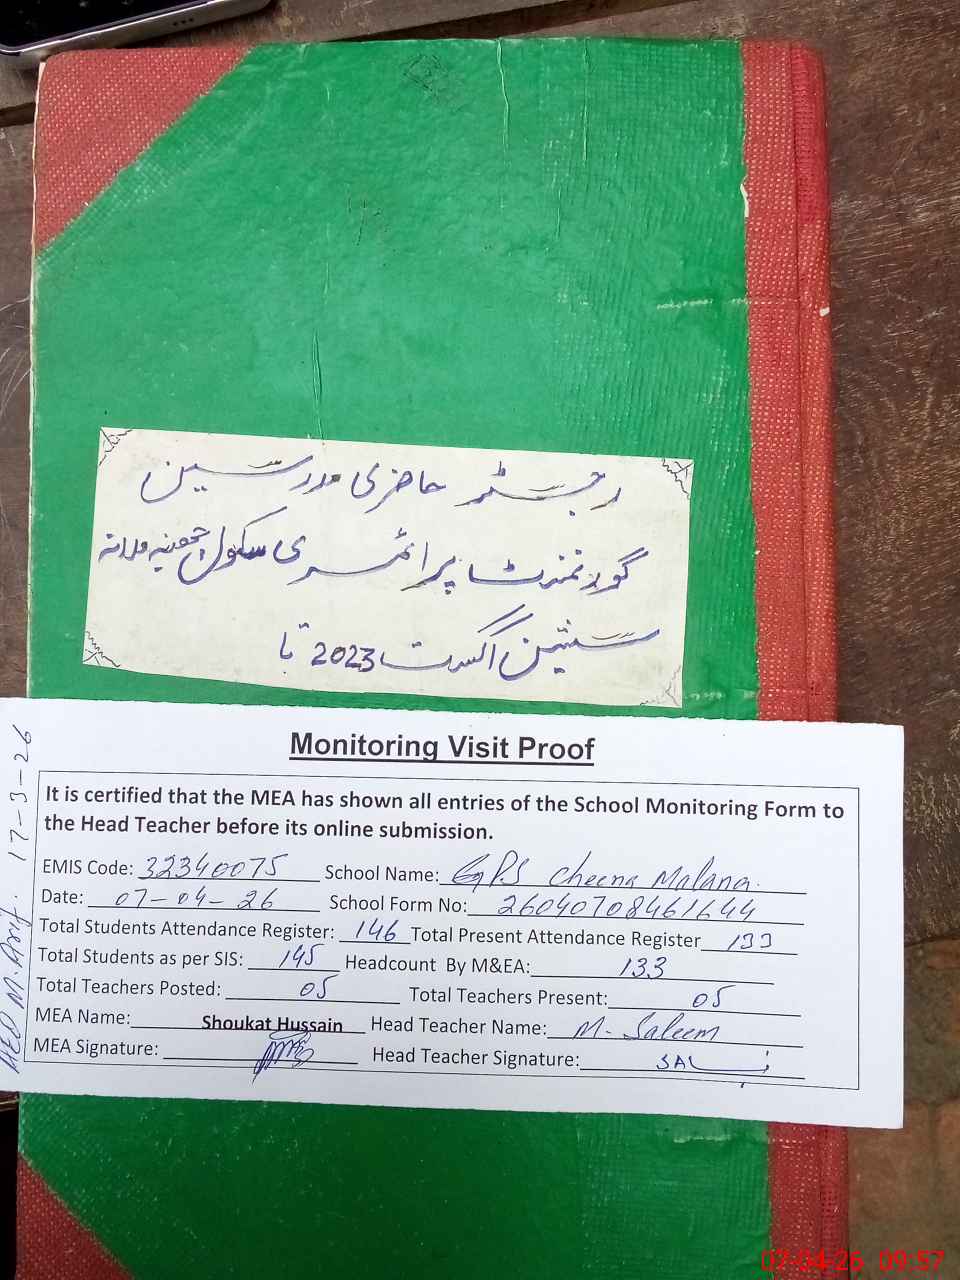 رجسٹر حاضری مدرسین
گورنمنٹ پرائمری سکول چھینہ ملانہ
سیشن اگست 2023 تا
Monitoring Visit Proof
It is certified that the MEA has shown all entries of the School Monitoring Form to
the Head Teacher before its online submission.
EMIS Code: 32340075 School Name: GPS Cheena Malana.
Date: 07-04-26 School Form No: 26040708461644
Total Students Attendance Register: 146 Total Present Attendance Register 133
Total Students as per SIS: 145 Headcount By M&EA: 133
Total Teachers Posted: 05 Total Teachers Present: 05
MEA Name: Shoukat Hussain Head Teacher Name: M. Saleem
MEA Signature: Head Teacher Signature:
M. Arif. 17-3-26
07-04-26 09:57